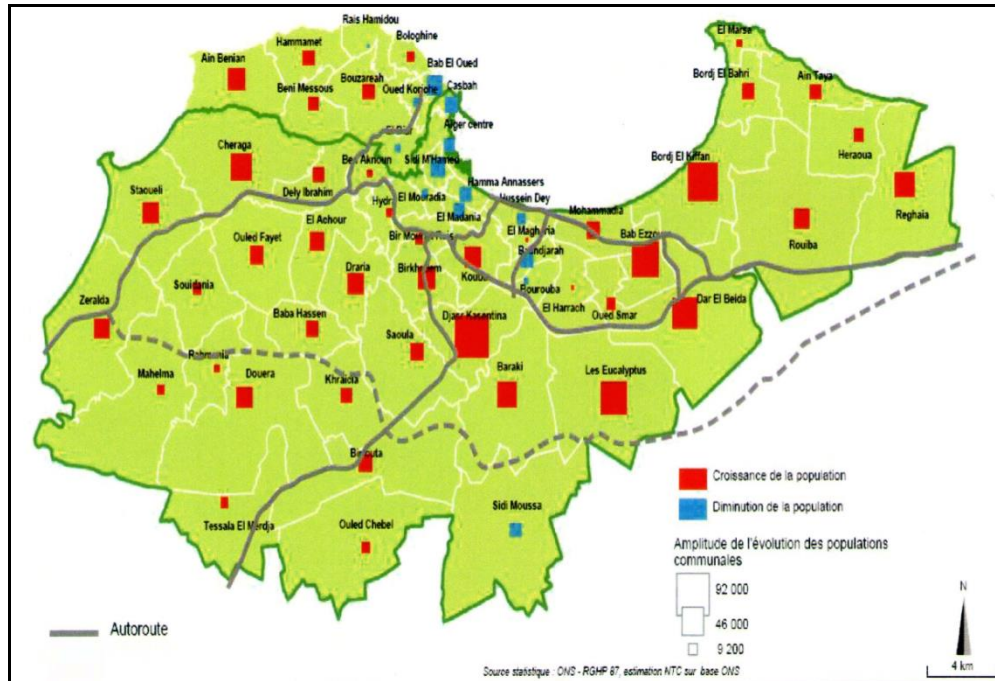 Rais Hamidou
Hammamet
Bologhine
Ain Benian
Bab El Oued
Bouzareah
Casbah
Beni Messous
Oued Koriche
Alger centre
El Biar
Cheraga
Ben Aknoun
Sidi M'Hamed
Dely Ibrahim
Hamma Annassers
Staoueli
El Mouradia
Hussein Dey
El Madania
Hydra
El Achour
Mohammadia
El Magharia
Bab Ezzouar
Ouled Fayet
Bir Mourad Rais
Bachdjarah
Draria
Birkhadem
Kouba
Souidania
Bourouba
El Harrach
Oued Smar
Dar El Beida
Zeralda
Baba Hassen
Djasr Kasentina
Saoula
Rahmania
Mahelma
Douera
Khraicia
Baraki
Les Eucalyptus
Birtouta
Tessala El Merdja
Ouled Chebel
Sidi Moussa
El Marsa
Bordj El Bahri
Ain Taya
Bordj El Kiffan
Heraoua
Reghaia
Rouiba
Croissance de la population
Diminution de la population
Amplitude de l'évolution des populations
communales
92 000
46 000
9 200
N
4 km
Autoroute
Source statistique : ONS - RGHP 87, estimation NTC sur base ONS